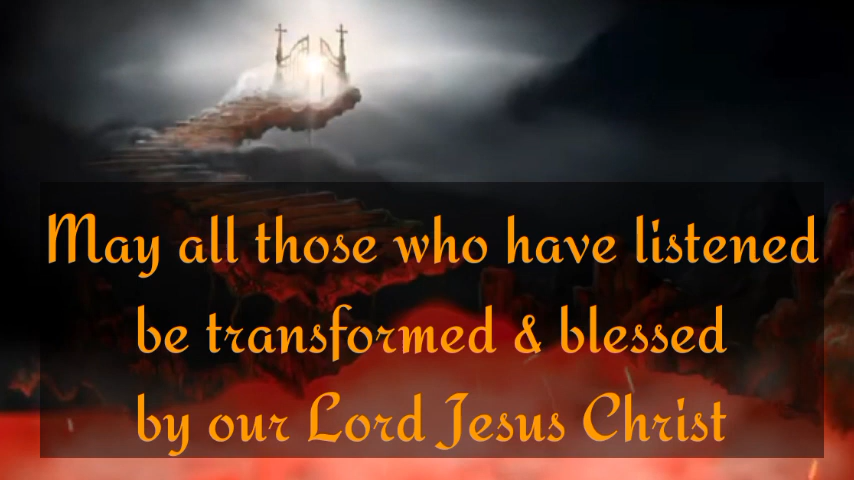 May all those who have listened
be transformed & blessed
by our Lord Jesus Christ